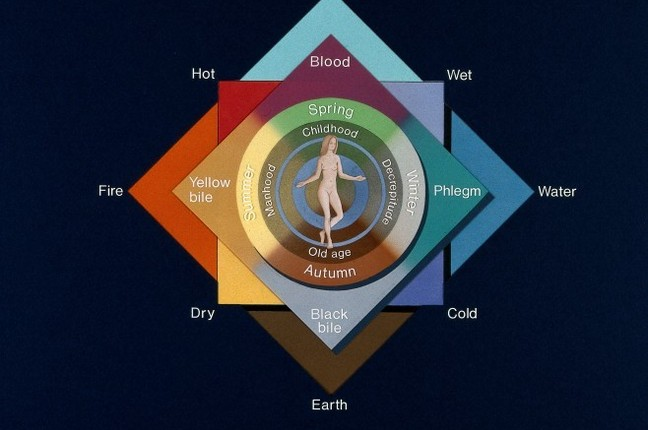 Blood
Hot
Wet
Spring
Childhood
Fire
Yellow
bile
Summer
Manhood
Decrepitude
Winter
Phlegm
Water
Old age
Autumn
Dry
Black
bile
Cold
Earth